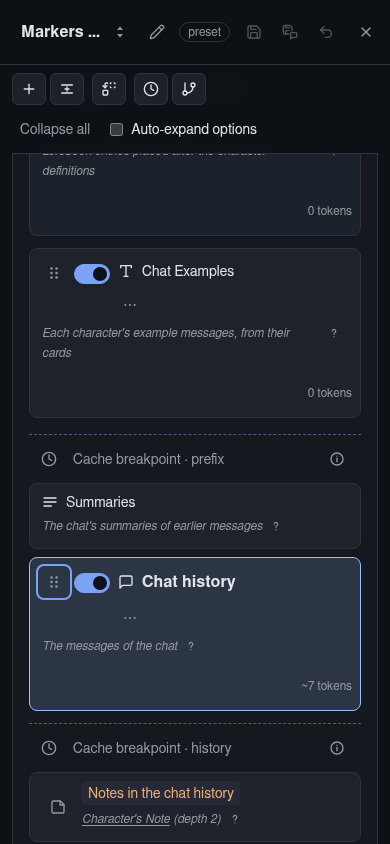 Markers ...
preset
Collapse all
Auto-expand options
definitions
0 tokens
Chat Examples
...
Each character's example messages, from their ?
cards
0 tokens
Cache breakpoint · prefix
Summaries
The chat's summaries of earlier messages ?
Chat history
...
The messages of the chat ?
~7 tokens
Cache breakpoint · history
Notes in the chat history
Character's Note (depth 2) ?